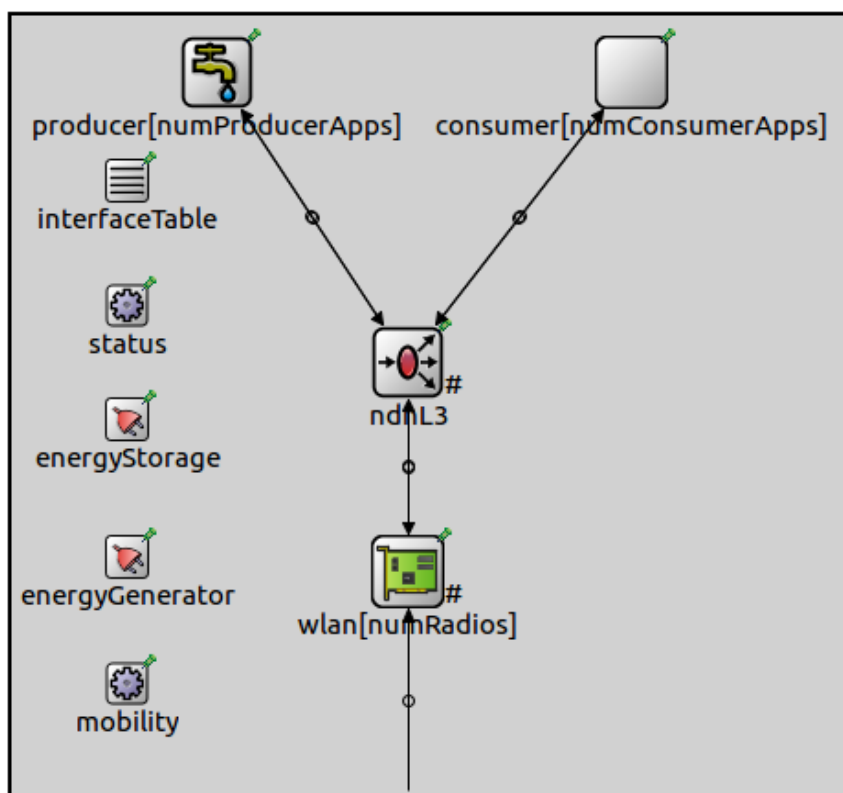 producer[numProducerApps]
consumer[numConsumerApps]
interfaceTable
status
#
ndnL3
energyStorage
energyGenerator
#
wlan[numRadios]
mobility